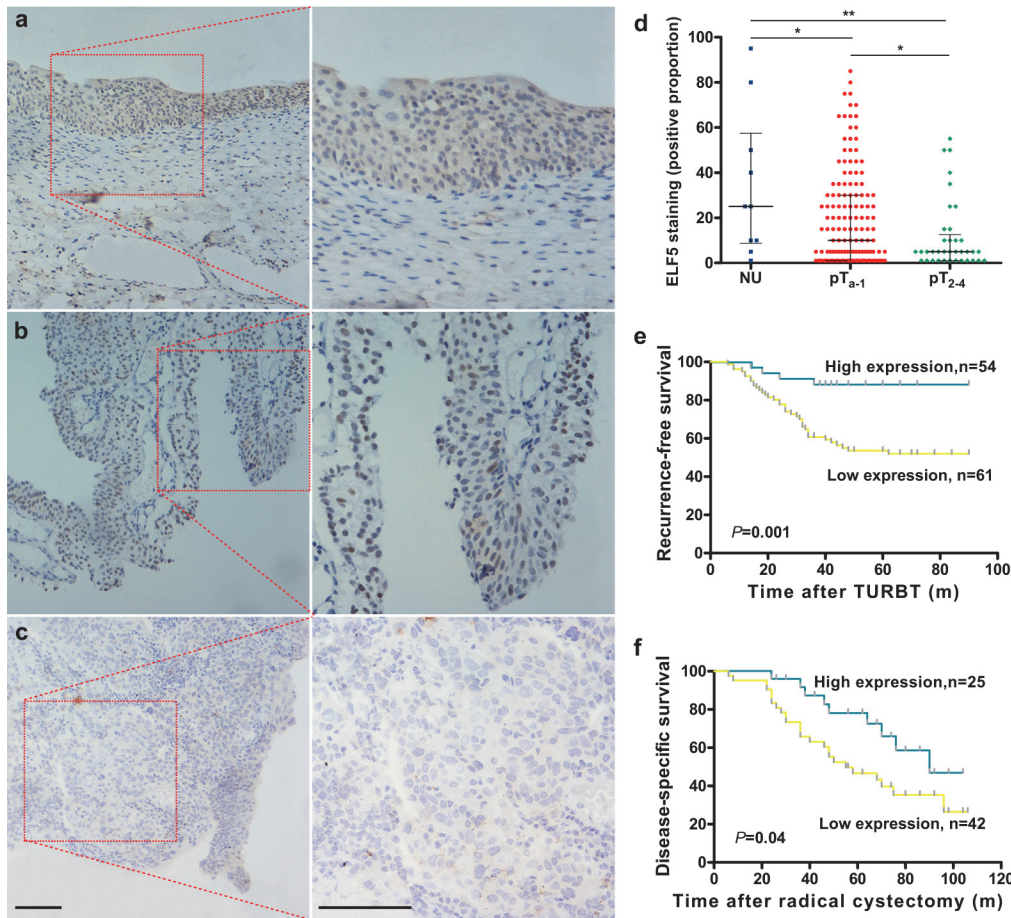 a
b
c
d
**
*
*
ELF5 staining (positive proportion)
100
80
60
40
20
0
NU
pTa-1
pT2-4
e
Recurrence-free survival
100
80
60
40
20
0
High expression,n=54
Low expression, n=61
P=0.001
0
20
40
60
80
100
Time after TURBT (m)
f
Disease-specific survival
100
80
60
40
20
0
High expression,n=25
Low expression, n=42
P=0.04
0
20
40
60
80
100
120
Time after radical cystectomy (m)